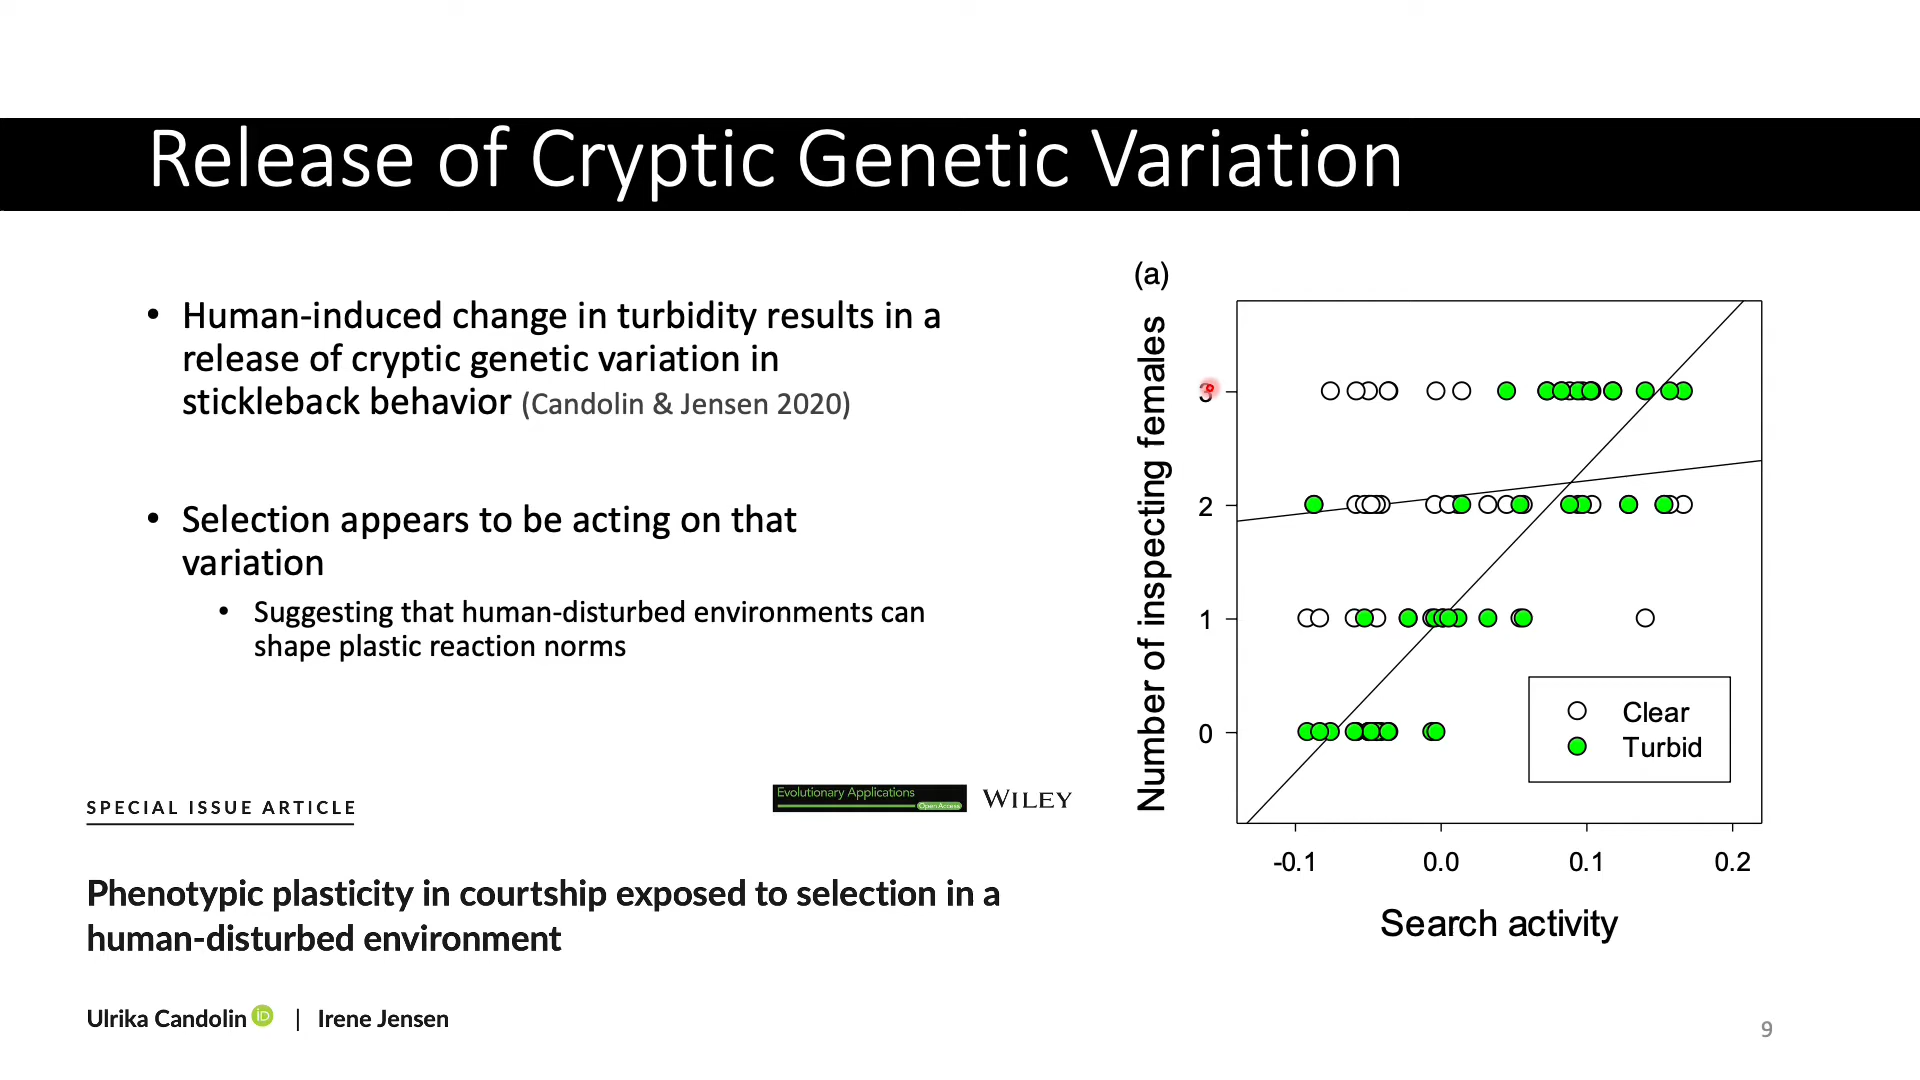 Release of Cryptic Genetic Variation
• Human-induced change in turbidity results in a
release of cryptic genetic variation in
stickleback behavior (Candolin & Jensen 2020)
• Selection appears to be acting on that
variation
• Suggesting that human-disturbed environments can
shape plastic reaction norms
SPECIAL ISSUE ARTICLE
Evolutionary Applications
Open Access
WILEY
Phenotypic plasticity in courtship exposed to selection in a
human-disturbed environment
Ulrika Candolin iD | Irene Jensen
(a)
Number of inspecting females
3
2
1
0
Clear
Turbid
-0.1 0.0 0.1 0.2
Search activity
9